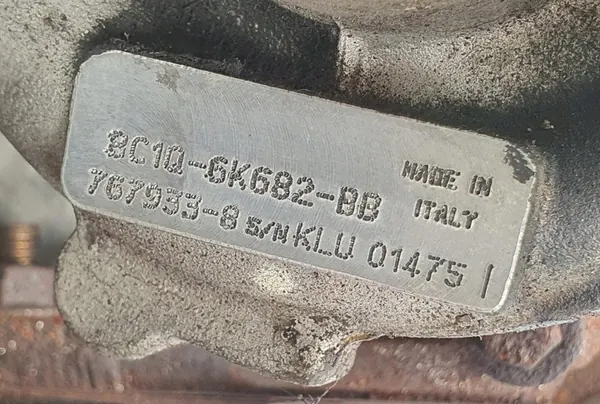 8C1Q-6K682-BB
767933-8 S/N KLU 01475 |
MADE IN
ITALY